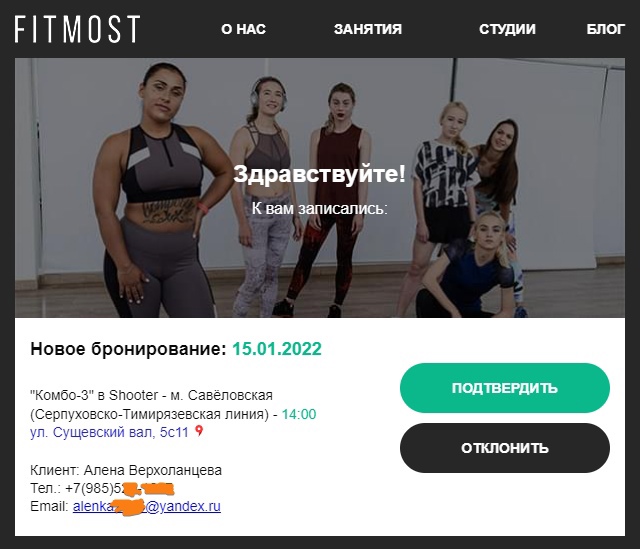 FITMOST
О НАС ЗАНЯТИЯ СТУДИИ БЛОГ
Здравствуйте!
К вам записались:
Новое бронирование: 15.01.2022
"Комбо-3" в Shooter - м. Савёловская
(Серпуховско-Тимирязевская линия) - 14:00
ул. Сущевский вал, 5с11
ПОДТВЕРДИТЬ
ОТКЛОНИТЬ
Клиент: Алена Верхоланцева
Тел.: +7(985)5
Email: alenka @yandex.ru